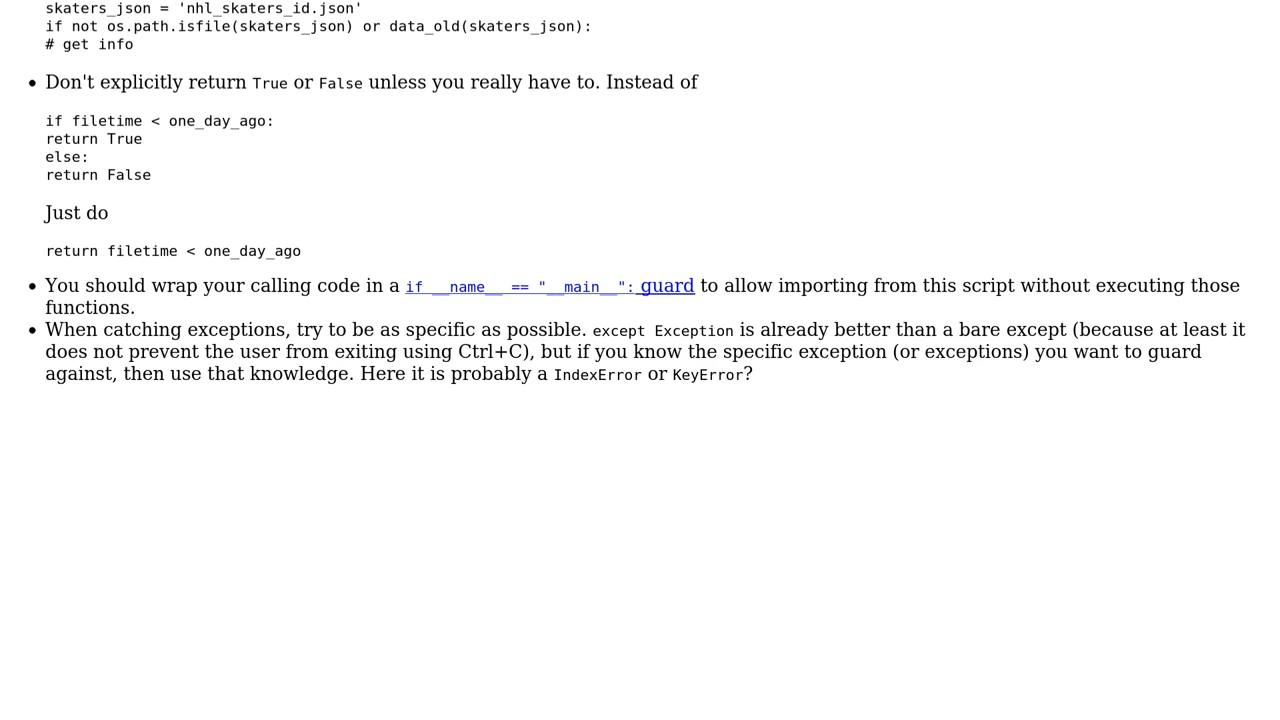 skaters_json = 'nhl_skaters_id.json'
if not os.path.isfile(skaters_json) or data_old(skaters_json):
# get info
• Don't explicitly return True or False unless you really have to. Instead of
if filetime < one_day_ago:
return True
else:
return False
Just do
return filetime < one_day_ago
• You should wrap your calling code in a if __name__ == "__main__": guard to allow importing from this script without executing those
functions.
• When catching exceptions, try to be as specific as possible. except Exception is already better than a bare except (because at least it
does not prevent the user from exiting using Ctrl+C), but if you know the specific exception (or exceptions) you want to guard
against, then use that knowledge. Here it is probably a IndexError or KeyError?